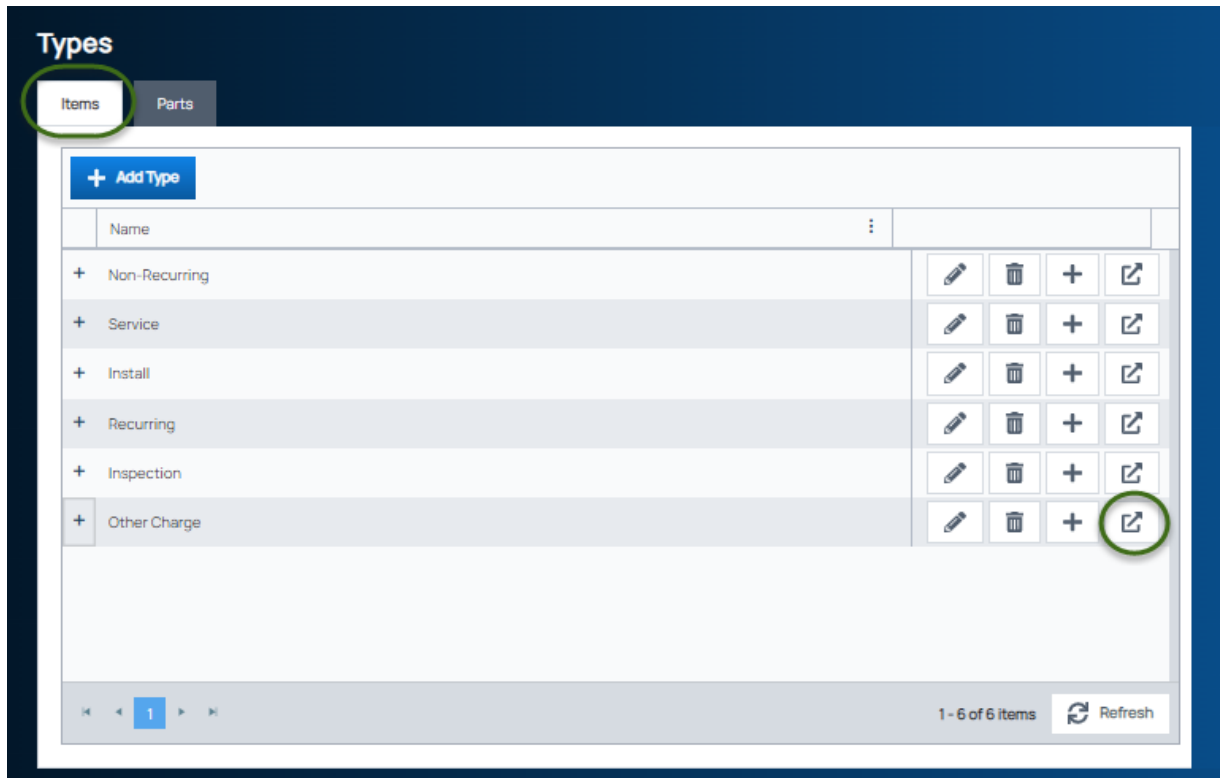 Types
Items Parts
+ Add Type
Name
+ Non-Recurring
+ Service
+ Install
+ Recurring
+ Inspection
+ Other Charge
1 1 - 6 of 6 items Refresh